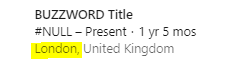 BUZZWORD Title
#NULL – Present · 1 yr 5 mos
London, United Kingdom